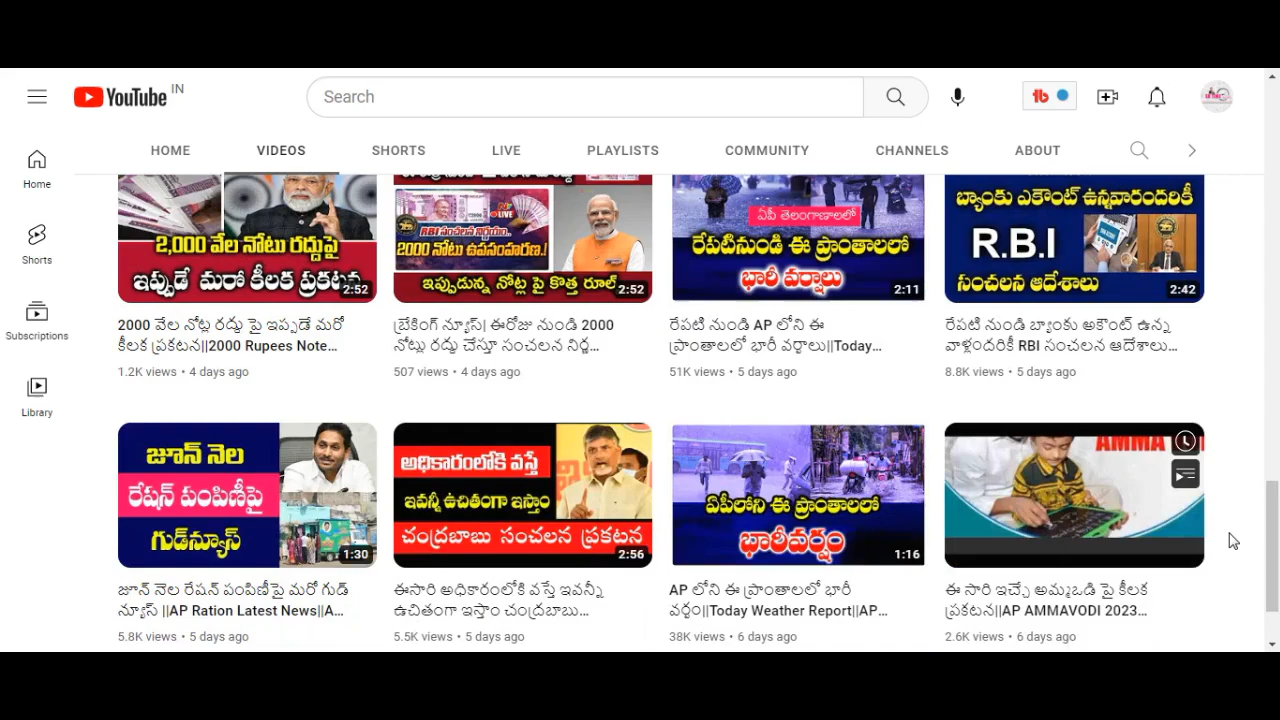 YouTube IN
Search
HOME
VIDEOS
SHORTS
LIVE
PLAYLISTS
COMMUNITY
CHANNELS
ABOUT
Home
Shorts
Subscriptions
Library
2,000 వేల నోటు రద్దుపై
ఇప్పుడే మరో కీలక ప్రకటన
2:52
LIVE
RBI సంచలన నిర్ణయం..
2000 నోటు ఉపసంహరణ.!
ఇప్పుడున్న నోట్ల పై కొత్త రూల్
2:52
ఏపీ తెలంగాణాలలో
రేపటినుండి ఈ ప్రాంతాలలో
భారీ వర్షాలు
2:11
బ్యాంకు ఎకౌంట్ ఉన్నవారందరికీ
R.B.I
సంచలన ఆదేశాలు
2:42
2000 వేల నోట్ల రద్దు పై ఇప్పుడే మరో
కీలక ప్రకటన||2000 Rupees Note...
1.2K views • 4 days ago
బ్రేకింగ్ న్యూస్| ఈరోజు నుండి 2000
నోట్లు రద్దు చేస్తూ సంచలన నిర్ణ...
507 views • 4 days ago
రేపటి నుండి AP లోని ఈ
ప్రాంతాలలో భారీ వర్షాలు||Today...
51K views • 5 days ago
రేపటి నుండి బ్యాంకు అకౌంట్ ఉన్న
వాళ్లందరికీ RBI సంచలన ఆదేశాలు...
8.8K views • 5 days ago
జూన్ నెల
రేషన్ పంపిణీపై
గుడ్‌న్యూస్
1:30
అధికారంలోకి వస్తే
ఇవన్నీ ఉచితంగా ఇస్తాం
చంద్రబాబు సంచలన ప్రకటన
2:56
ఏపీలోని ఈ ప్రాంతాలలో
భారీవర్షం
1:16
AMMA
జూన్ నెల రేషన్ పంపిణీపై మరో గుడ్
న్యూస్ ||AP Ration Latest News||A...
5.8K views • 5 days ago
ఈసారి అధికారంలోకి వస్తే ఇవన్నీ
ఉచితంగా ఇస్తాం చంద్రబాబు...
5.5K views • 5 days ago
AP లోని ఈ ప్రాంతాలలో భారీ
వర్షం||Today Weather Report||AP...
38K views • 6 days ago
ఈ సారి ఇచ్చే అమ్మఒడి పై కీలక
ప్రకటన||AP AMMAVODI 2023...
2.6K views • 6 days ago